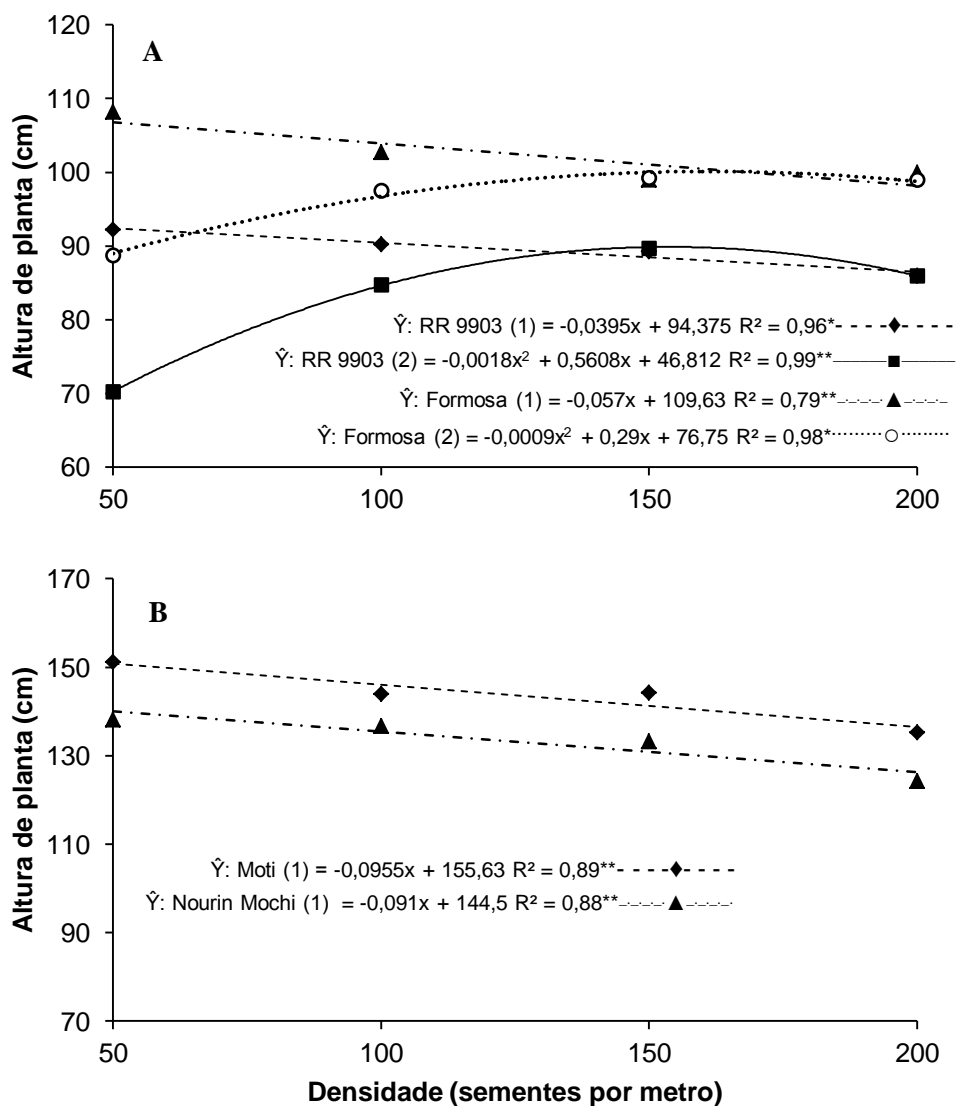 120
A
110
100
90
80
70
60
Altura de planta (cm)
Ŷ: RR 9903 (1) = -0,0395x + 94,375 R² = 0,96*
Ŷ: RR 9903 (2) = -0,0018x² + 0,5608x + 46,812 R² = 0,99**
Ŷ: Formosa (1) = -0,057x + 109,63 R² = 0,79**
Ŷ: Formosa (2) = -0,0009x² + 0,29x + 76,75 R² = 0,98*
50 100 150 200
170
B
150
130
110
90
70
Altura de planta (cm)
Ŷ: Moti (1) = -0,0955x + 155,63 R² = 0,89**
Ŷ: Nourin Mochi (1) = -0,091x + 144,5 R² = 0,88**
50 100 150 200
Densidade (sementes por metro)